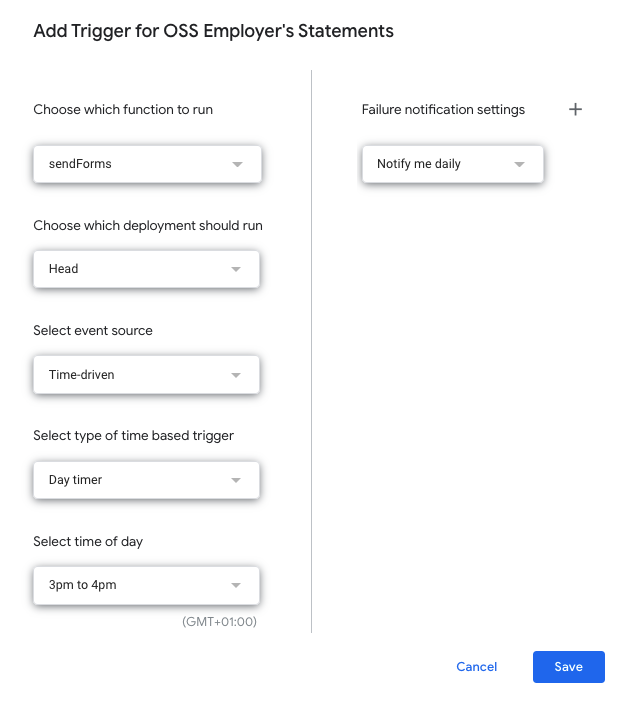 Add Trigger for OSS Employer's Statements
Choose which function to run
sendForms
Choose which deployment should run
Head
Select event source
Time-driven
Select type of time based trigger
Day timer
Select time of day
3pm to 4pm
(GMT+01:00)
Failure notification settings
Notify me daily
Cancel
Save